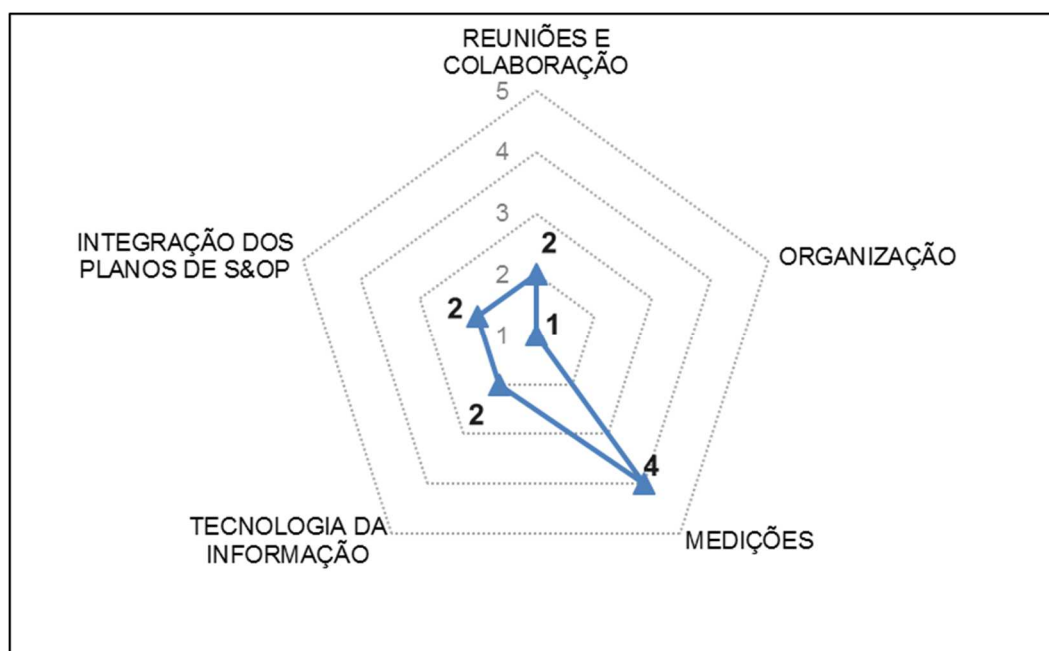 REUNIÕES E
COLABORAÇÃO
5
4
3
2
1
2
1
4
2
2
ORGANIZAÇÃO
MEDIÇÕES
TECNOLOGIA DA
INFORMAÇÃO
INTEGRAÇÃO DOS
PLANOS DE S&OP